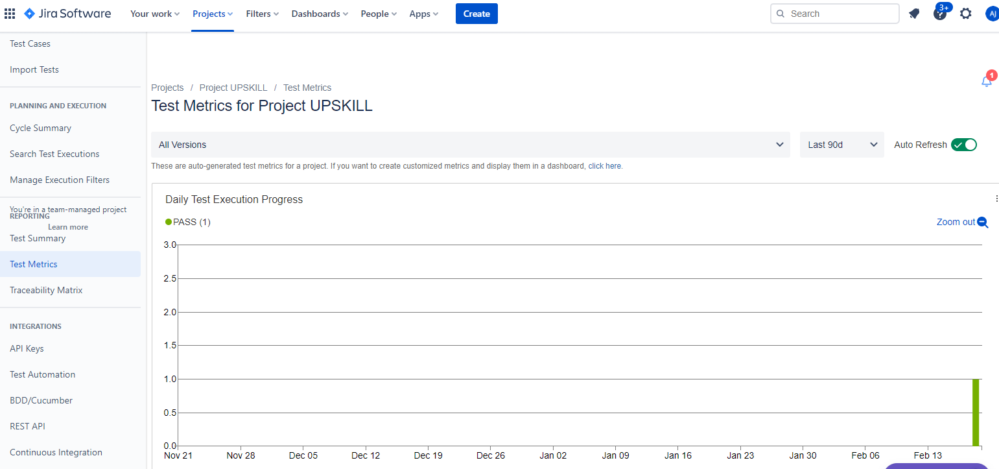 Jira Software
Your work
Projects
Filters
Dashboards
People
Apps
Create
Search
3+
?
AJ
Test Cases
Import Tests
PLANNING AND EXECUTION
Cycle Summary
Search Test Executions
Manage Execution Filters
You're in a team-managed project
REPORTING
Learn more
Test Summary
Test Metrics
Traceability Matrix
INTEGRATIONS
API Keys
Test Automation
BDD/Cucumber
REST API
Continuous Integration
Projects / Project UPSKILL / Test Metrics
1
Test Metrics for Project UPSKILL
All Versions
Last 90d
Auto Refresh
These are auto-generated test metrics for a project. If you want to create customized metrics and display them in a dashboard, click here.
Daily Test Execution Progress
PASS (1)
Zoom out
3.0
2.5
2.0
1.5
1.0
0.5
0.0
Nov 21 Nov 28 Dec 05 Dec 12 Dec 19 Dec 26 Jan 02 Jan 09 Jan 16 Jan 23 Jan 30 Feb 06 Feb 13